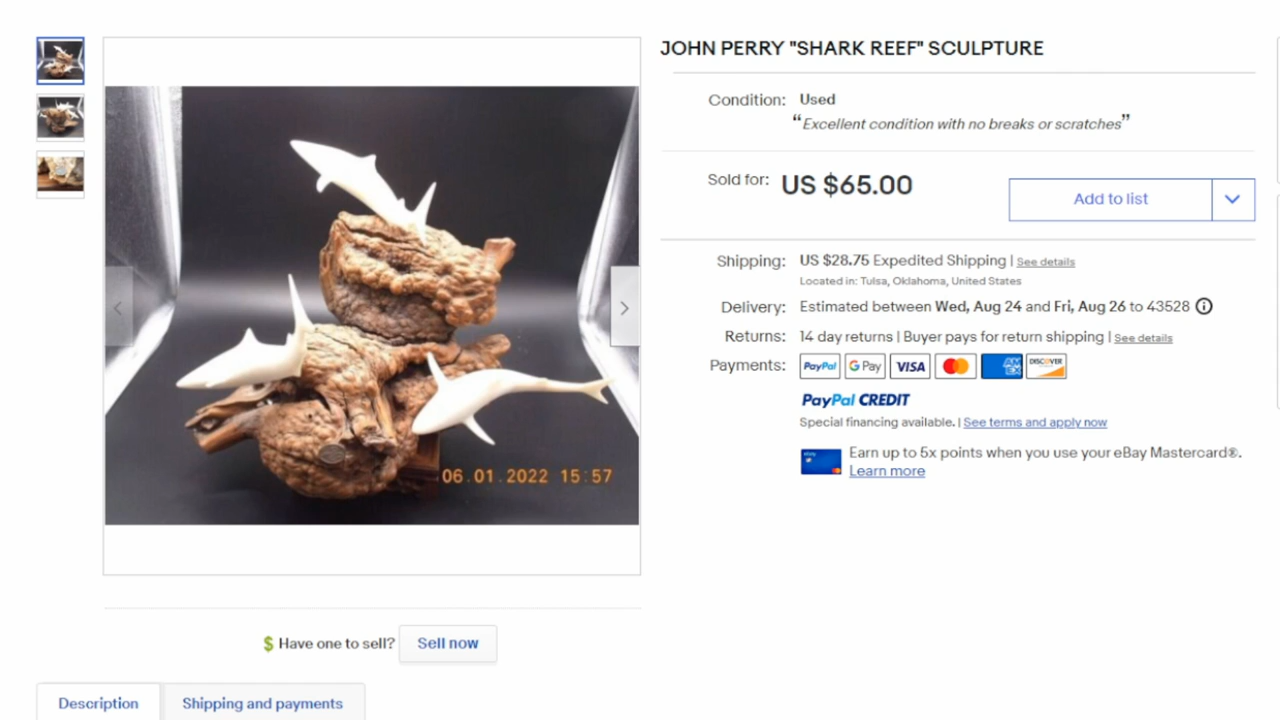 JOHN PERRY "SHARK REEF" SCULPTURE
Condition: Used
“Excellent condition with no breaks or scratches”
Sold for: US $65.00
Add to list
Shipping: US $28.75 Expedited Shipping | See details
Located in: Tulsa, Oklahoma, United States
Delivery: Estimated between Wed, Aug 24 and Fri, Aug 26 to 43528
Returns: 14 day returns | Buyer pays for return shipping | See details
Payments: PayPal G Pay VISA AM EX DISCOVER
PayPal CREDIT
Special financing available. | See terms and apply now
Earn up to 5x points when you use your eBay Mastercard®.
Learn more
06.01.2022 15:57
$ Have one to sell? Sell now
Description Shipping and payments